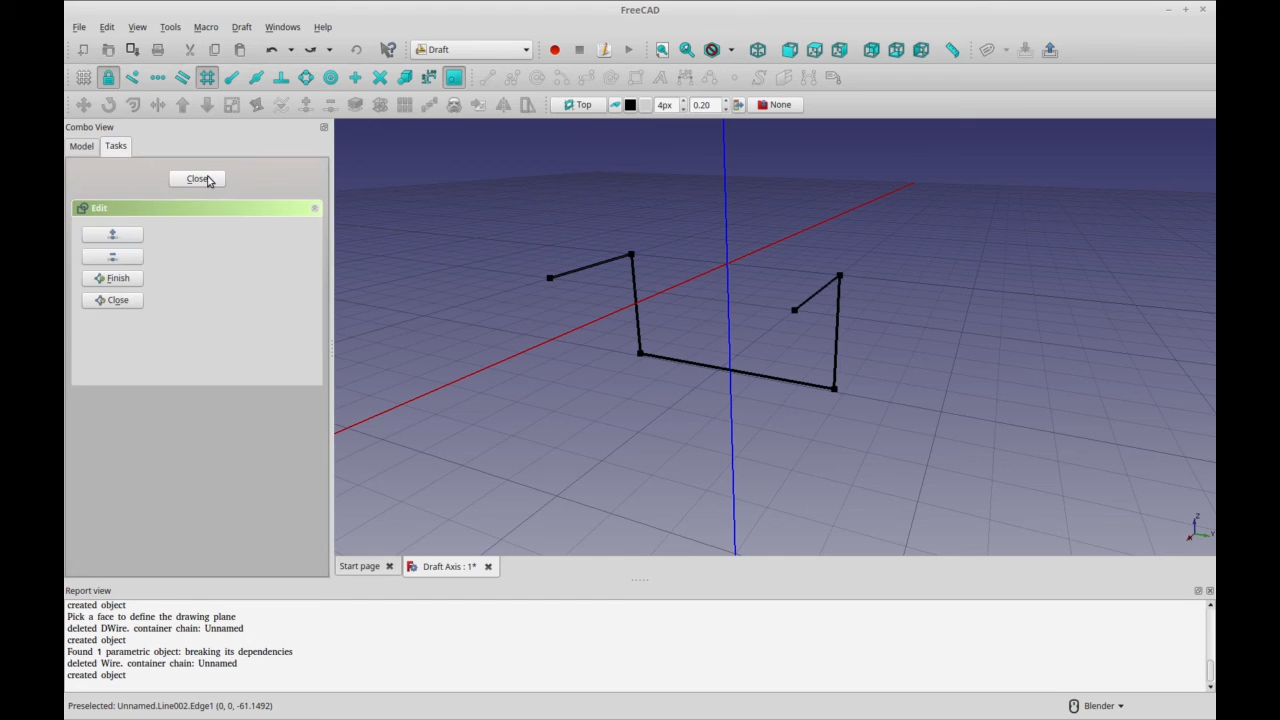 FreeCAD
File Edit View Tools Macro Draft Windows Help
Draft
Top 4px 0.20 None
Combo View
Model Tasks
Close
Edit
Finish
Close
Z
Y
Start page Draft Axis : 1*
Report view
created object
Pick a face to define the drawing plane
deleted DWire. container chain: Unnamed
created object
Found 1 parametric object: breaking its dependencies
deleted Wire. container chain: Unnamed
created object
Preselected: Unnamed.Line002.Edge1 (0, 0, -61.1492) Blender